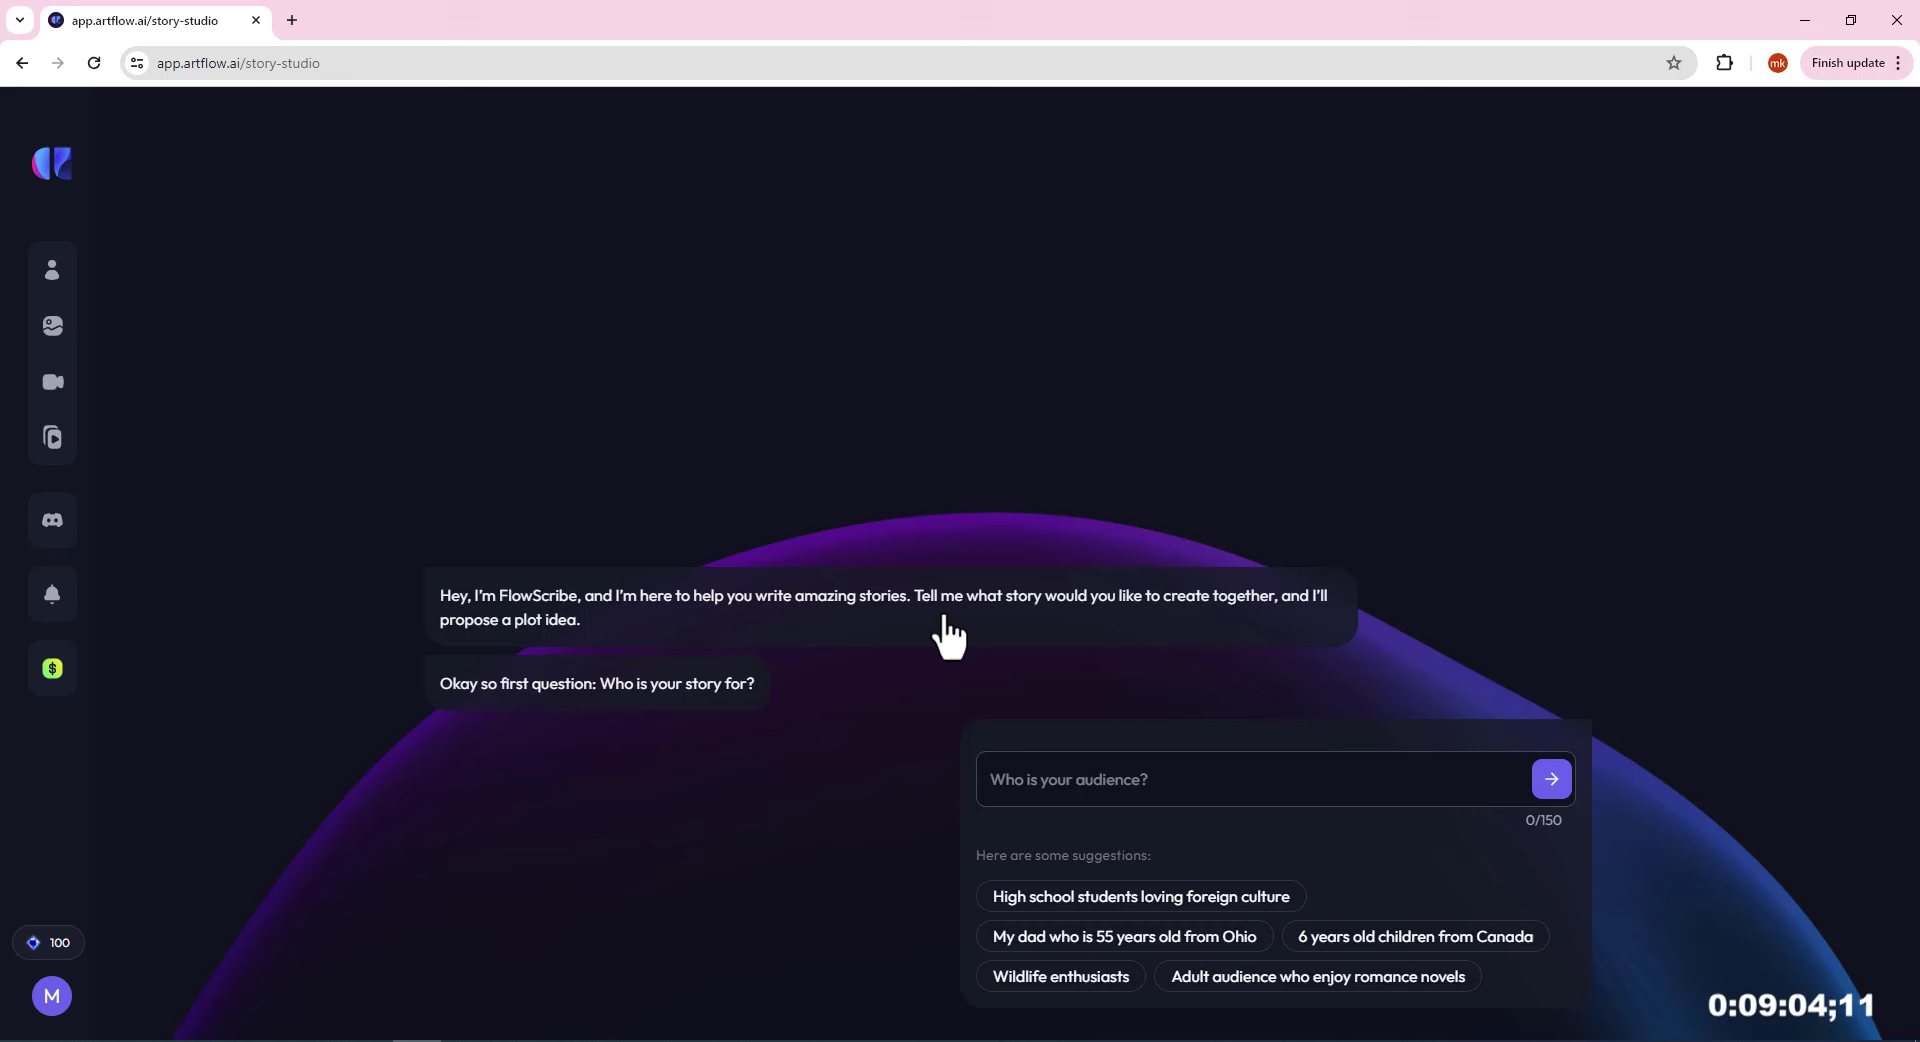 app.artflow.ai/story-studio
app.artflow.ai/story-studio
mk
Finish update
Hey, I'm FlowScribe, and I'm here to help you write amazing stories. Tell me what story would you like to create together, and I'll
propose a plot idea.
Okay so first question: Who is your story for?
Who is your audience?
0/150
Here are some suggestions:
High school students loving foreign culture
My dad who is 55 years old from Ohio
6 years old children from Canada
Wildlife enthusiasts
Adult audience who enjoy romance novels
$
100
M
0:09:04;11